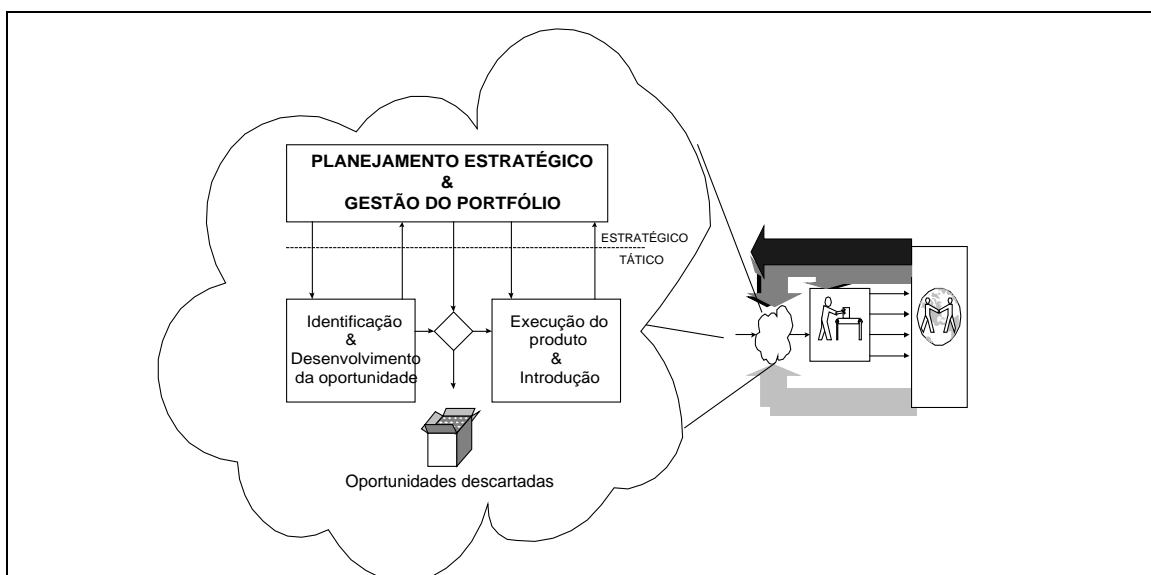 PLANEJAMENTO ESTRATÉGICO
&
GESTÃO DO PORTFÓLIO
ESTRATÉGICO
TÁTICO
Identificação
&
Desenvolvimento
da oportunidade
Execução do
produto
&
Introdução
Oportunidades descartadas